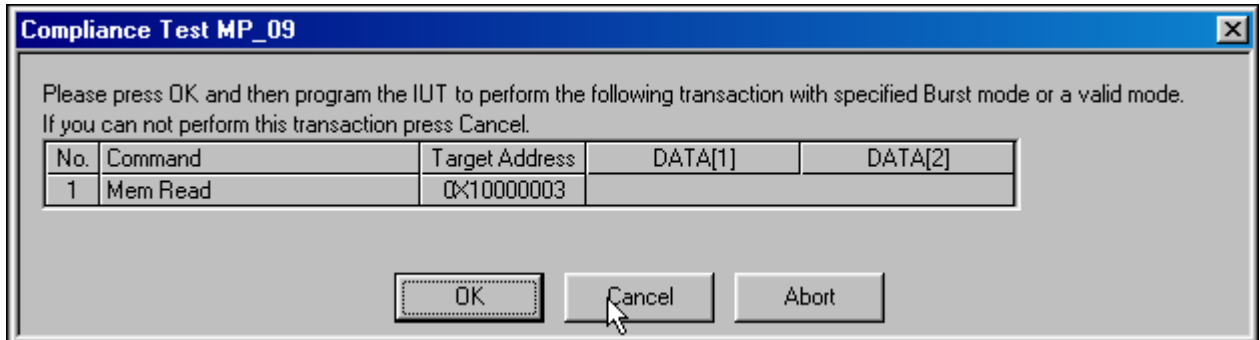 Compliance Test MP_09
Please press OK and then program the IUT to perform the following transaction with specified Burst mode or a valid mode.
If you can not perform this transaction press Cancel.
No. Command Target Address DATA[1] DATA[2]
1 Mem Read 0X10000003
OK Cancel Abort